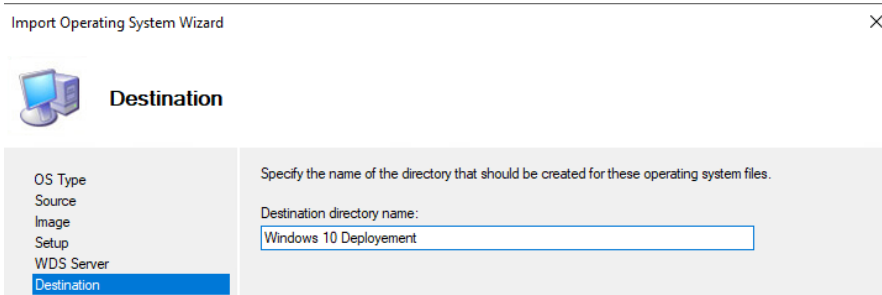 Import Operating System Wizard
Destination
OS Type
Source
Image
Setup
WDS Server
Destination
Specify the name of the directory that should be created for these operating system files.
Destination directory name:
Windows 10 Deployement